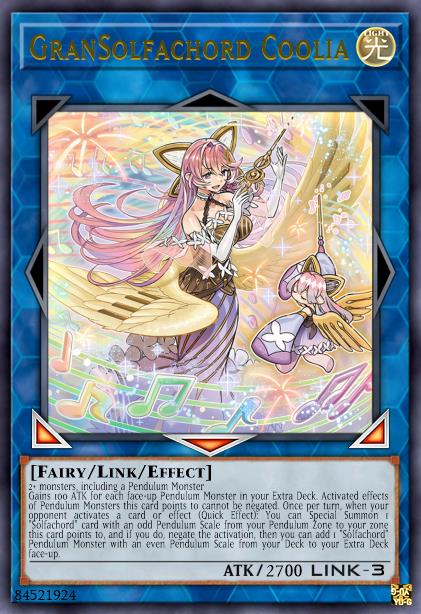 GranSolfachord Coolia
LIGHT
光
[Fairy/Link/Effect]
2+ monsters, including a Pendulum Monster
Gains 100 ATK for each face-up Pendulum Monster in your Extra Deck. Activated effects
of Pendulum Monsters this card points to cannot be negated. Once per turn, when your
opponent activates a card or effect (Quick Effect): You can Special Summon 1
"Solfachord" card with an odd Pendulum Scale from your Pendulum Zone to your zone
this card points to, and if you do, negate the activation, then you can add 1 "Solfachord"
Pendulum Monster with an even Pendulum Scale from your Deck to your Extra Deck
face-up.
ATK/2700 LINK-3
84521924